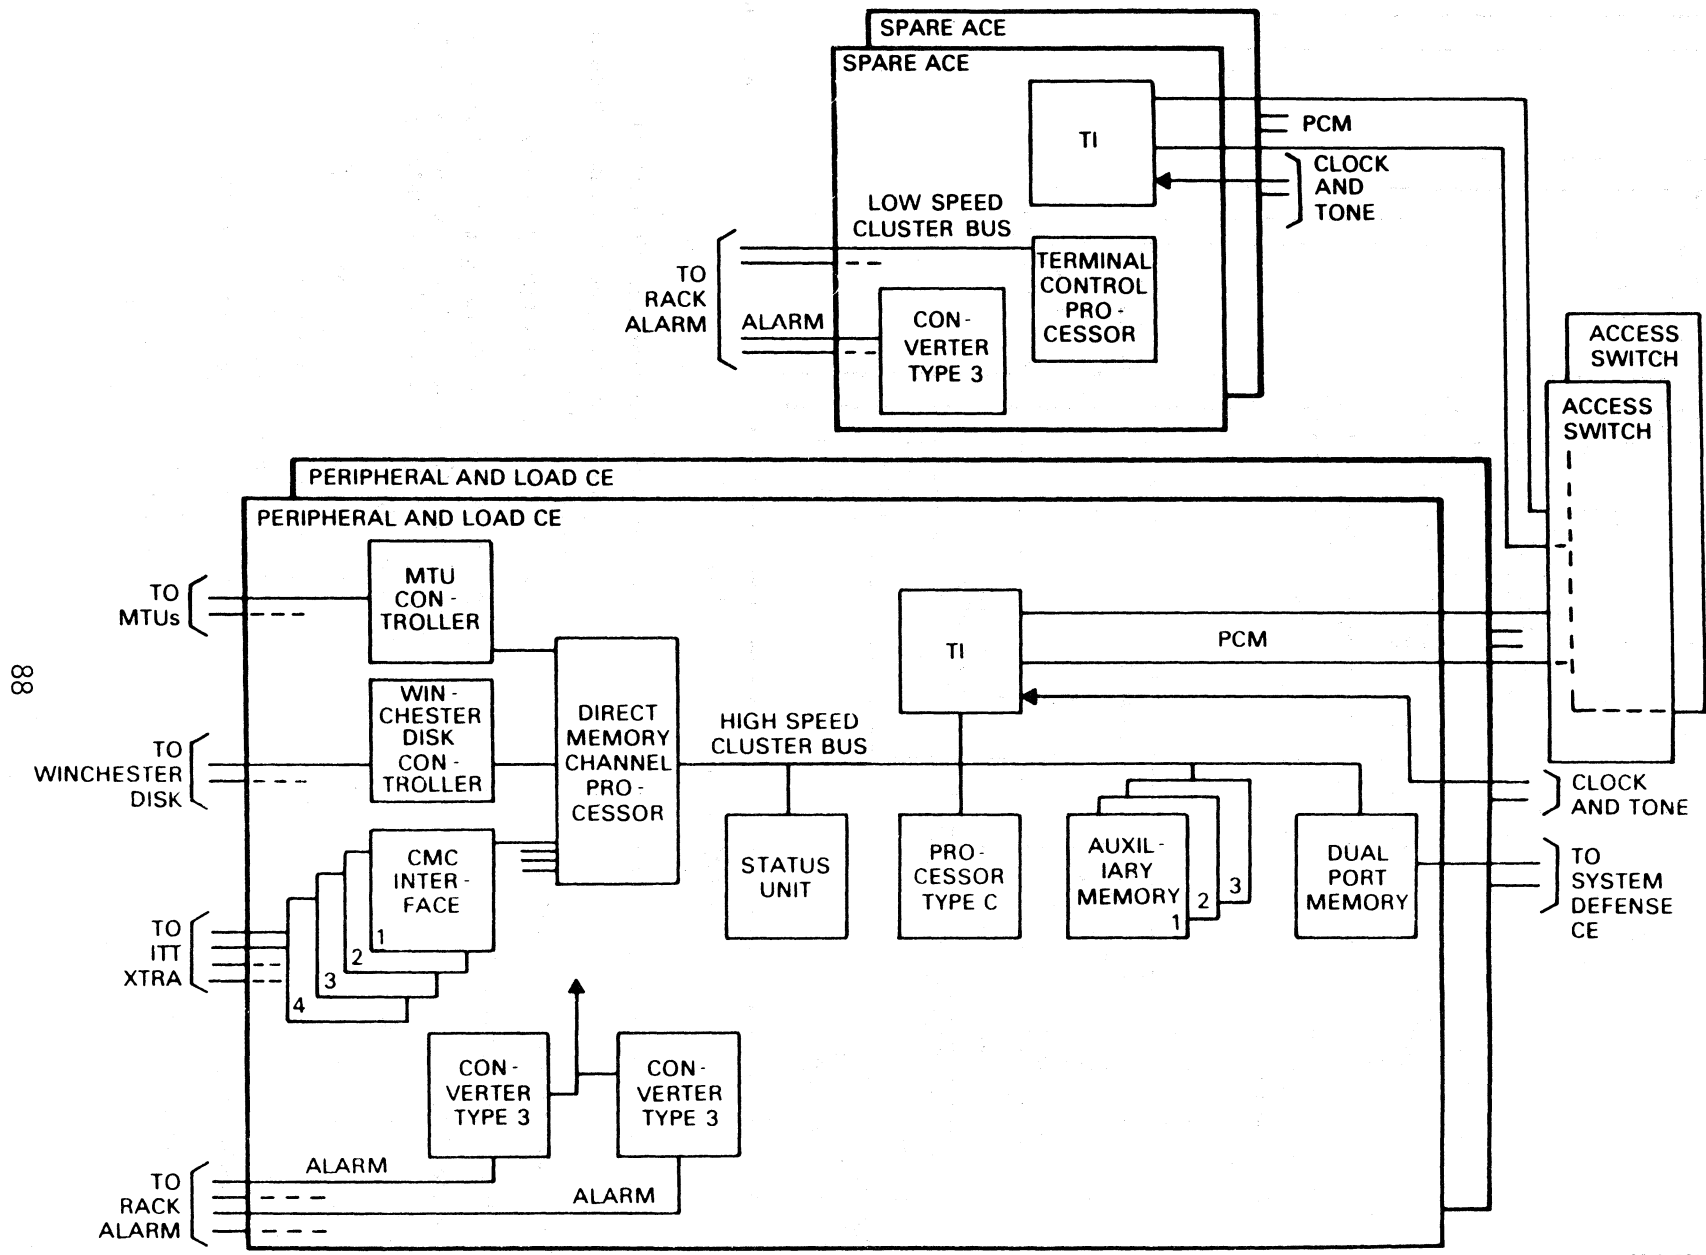 SPARE ACE
SPARE ACE
TI
PCM
CLOCK
AND
TONE
LOW SPEED
CLUSTER BUS
TO
RACK
ALARM
ALARM
TERMINAL
CONTROL
PRO -
CESSOR
CON -
VERTER
TYPE 3
ACCESS
SWITCH
ACCESS
SWITCH
PERIPHERAL AND LOAD CE
PERIPHERAL AND LOAD CE
TO
MTUs
MTU
CON -
TROLLER
TO
WINCHESTER
DISK
WIN -
CHESTER
DISK
CON -
TROLLER
DIRECT
MEMORY
CHANNEL
PRO -
CESSOR
HIGH SPEED
CLUSTER BUS
TI
PCM
CLOCK
AND TONE
TO
ITT
XTRA
CMC
INTER -
FACE
1
2
3
4
STATUS
UNIT
PRO -
CESSOR
TYPE C
AUXIL -
IARY
MEMORY
1
2
3
DUAL
PORT
MEMORY
TO
SYSTEM
DEFENSE
CE
CON -
VERTER
TYPE 3
CON -
VERTER
TYPE 3
TO
RACK
ALARM
ALARM
ALARM
88